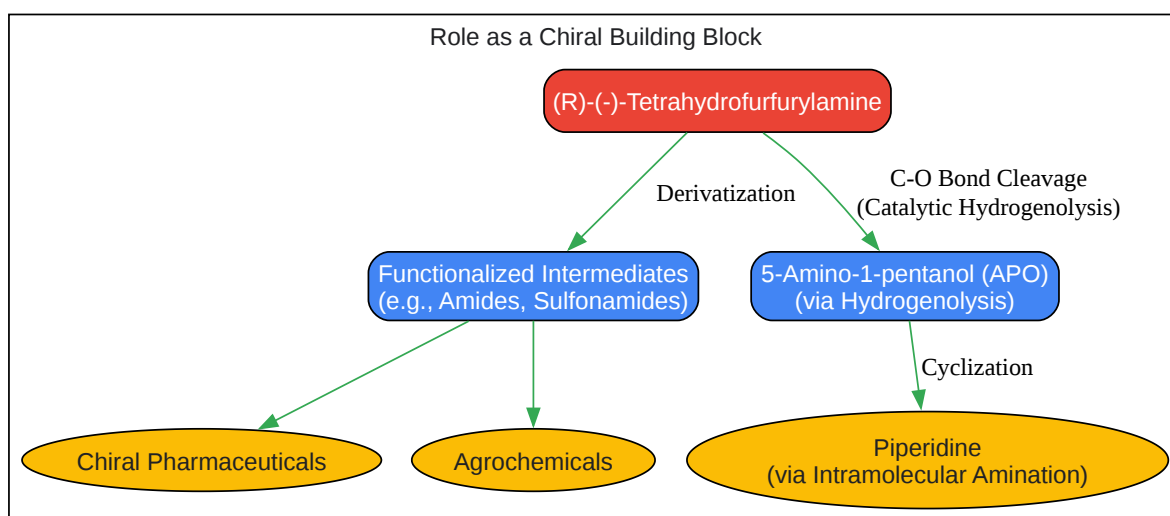 Role as a Chiral Building Block
(R)-(-)-Tetrahydrofurfurylamine
Derivatization
C-O Bond Cleavage
(Catalytic Hydrogenolysis)
Functionalized Intermediates
(e.g., Amides, Sulfonamides)
5-Amino-1-pentanol (APO)
(via Hydrogenolysis)
Cyclization
Chiral Pharmaceuticals
Agrochemicals
Piperidine
(via Intramolecular Amination)